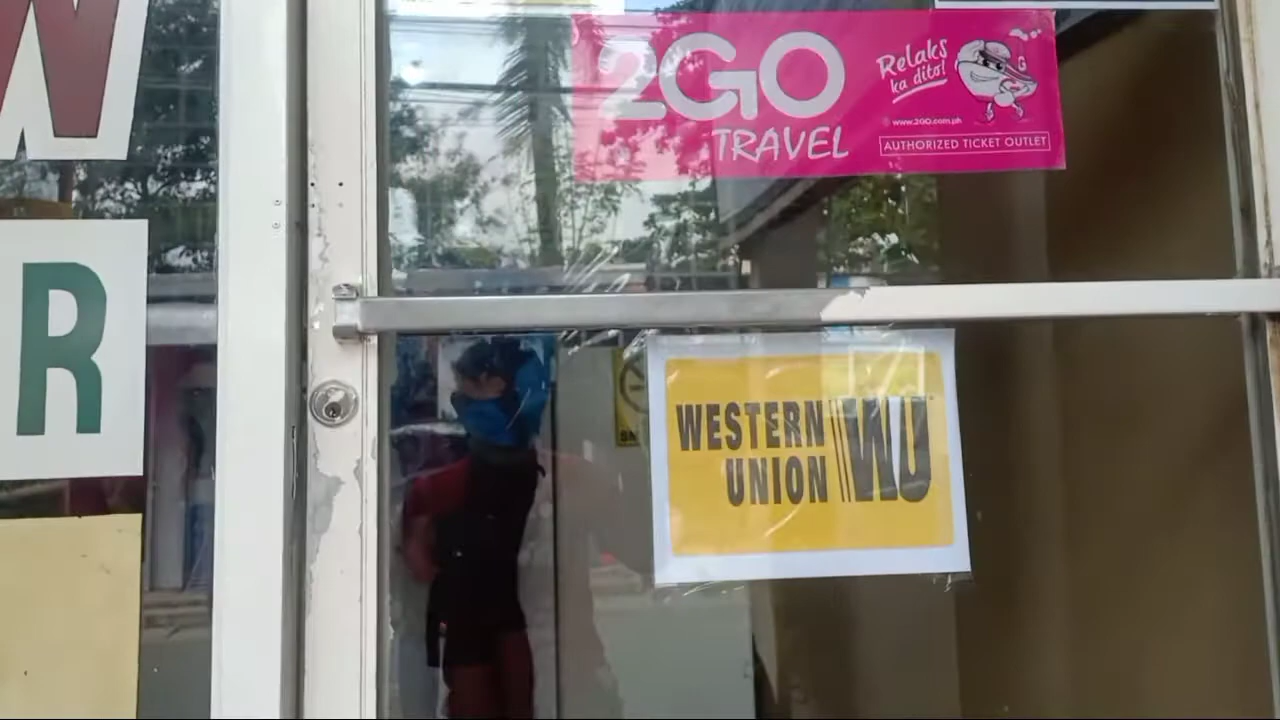 W
R
2GO
TRAVEL
Relaks
ka dito!
www.2GO.com.ph
AUTHORIZED TICKET OUTLET
WESTERN
UNION
WU